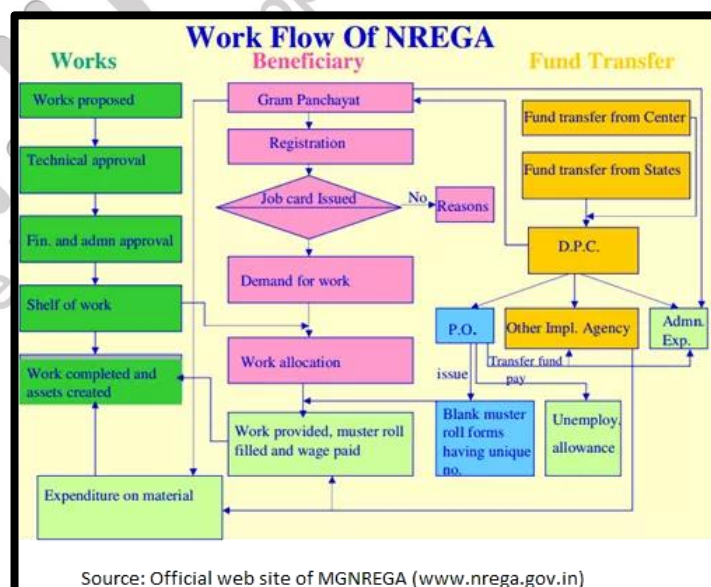 Work Flow Of NREGA
Works
Beneficiary
Fund Transfer
Works proposed
Technical approval
Fin. and admn approval
Shelf of work
Work completed and
assets created
Expenditure on material
Gram Panchayat
Registration
Job card Issued
No
Reasons
Demand for work
Work allocation
Work provided, muster roll
filled and wage paid
Fund transfer from Center
Fund transfer from States
D.P.C.
P.O.
Other Impl. Agency
Admn.
Exp.
Transfer fund
issue
pay
Blank muster
roll forms
having unique
no.
Unemploy.
allowance
Source: Official web site of MGNREGA (www.nrega.gov.in)